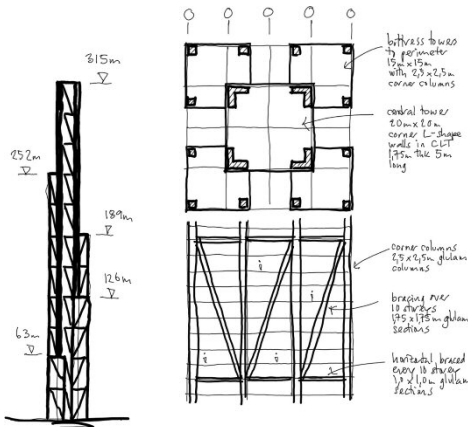 315m
252m
189m
126m
63m
buttress towers
to perimeter
15m x 15m
with 2,5 x 2,5m
corner columns
central tower
20m x 20m
corner L-shape
walls in CLT
1,75m thk 5m
long
corner columns
2,5 x 2,5m glulam
columns
bracing over
10 storeys
1,75 x 1,75m glulam
sections
horizontal braced
every 10 storey
1,0 x 1,0m glulam
sections